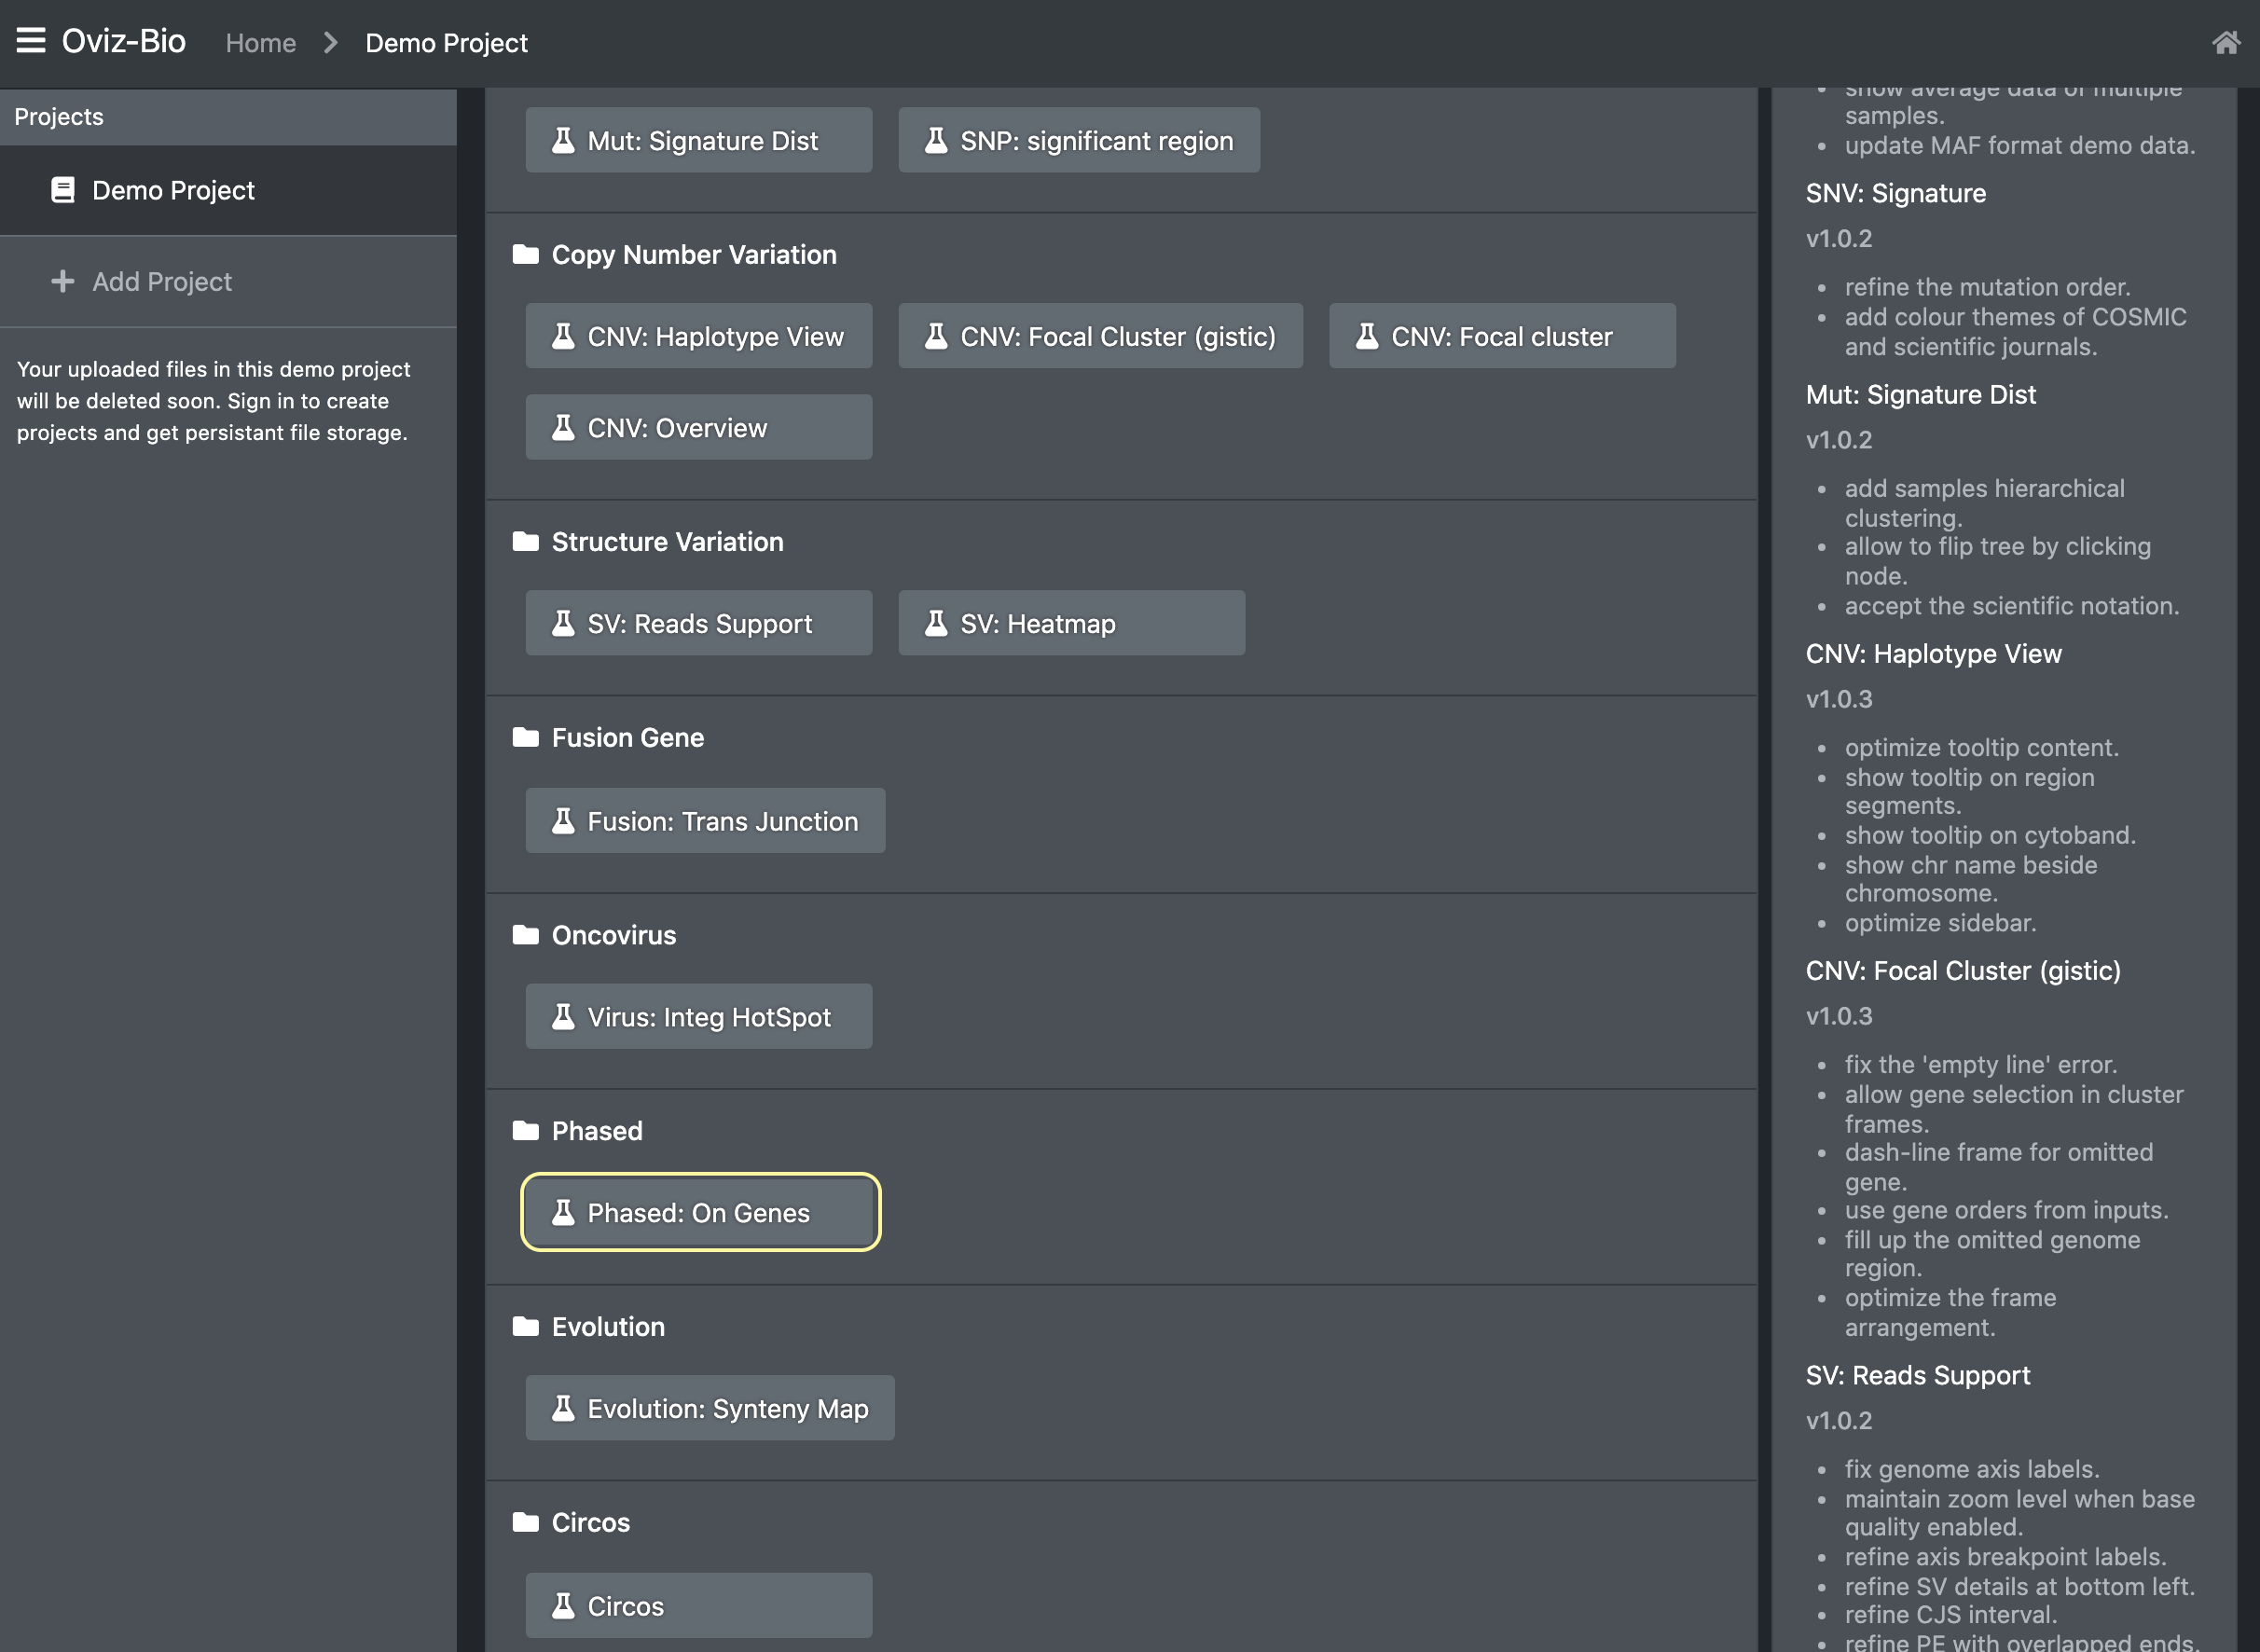 Oviz-Bio Home Demo Project
Projects
Demo Project
Add Project
Your uploaded files in this demo project
will be deleted soon. Sign in to create
projects and get persistant file storage.
Mut: Signature Dist SNP: significant region
Copy Number Variation
CNV: Haplotype View CNV: Focal Cluster (gistic) CNV: Focal cluster
CNV: Overview
Structure Variation
SV: Reads Support SV: Heatmap
Fusion Gene
Fusion: Trans Junction
Oncovirus
Virus: Integ HotSpot
Phased
Phased: On Genes
Evolution
Evolution: Synteny Map
Circos
Circos
show average data of multiple
samples.
update MAF format demo data.
SNV: Signature
v1.0.2
refine the mutation order.
add colour themes of COSMIC
and scientific journals.
Mut: Signature Dist
v1.0.2
add samples hierarchical
clustering.
allow to flip tree by clicking
node.
accept the scientific notation.
CNV: Haplotype View
v1.0.3
optimize tooltip content.
show tooltip on region
segments.
show tooltip on cytoband.
show chr name beside
chromosome.
optimize sidebar.
CNV: Focal Cluster (gistic)
v1.0.3
fix the 'empty line' error.
allow gene selection in cluster
frames.
dash-line frame for omitted
gene.
use gene orders from inputs.
fill up the omitted genome
region.
optimize the frame
arrangement.
SV: Reads Support
v1.0.2
fix genome axis labels.
maintain zoom level when base
quality enabled.
refine axis breakpoint labels.
refine SV details at bottom left.
refine CJS interval.
refine PE with overlapped ends.